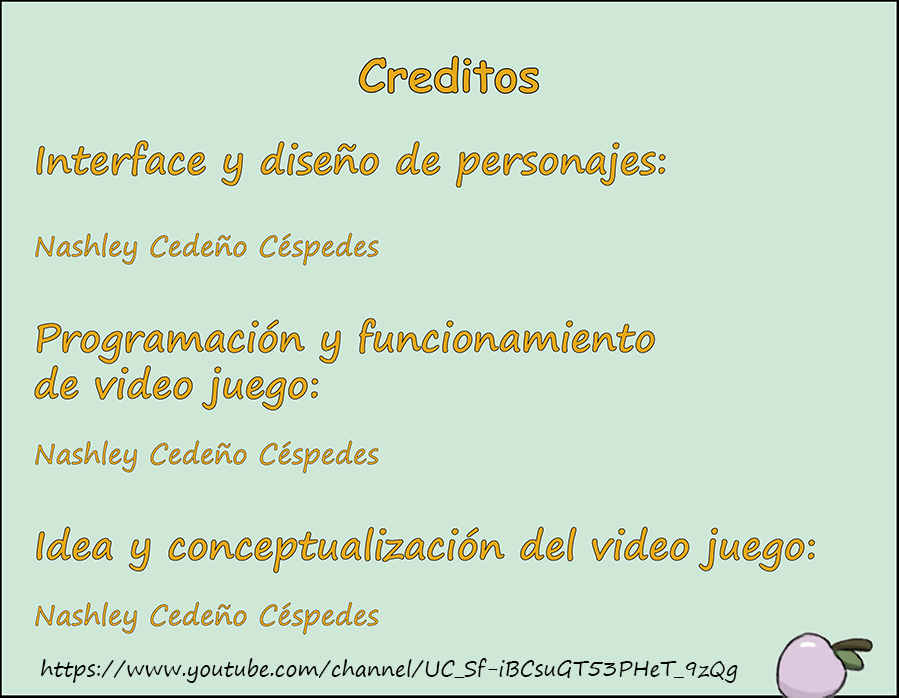 Creditos
Interface y diseño de personajes:
Nashley Cedeño Céspedes
Programación y funcionamiento
de video juego:
Nashley Cedeño Céspedes
Idea y conceptualización del video juego:
Nashley Cedeño Céspedes
https://www.youtube.com/channel/UC_Sf-iBCsuGT53PHeT_9zQg